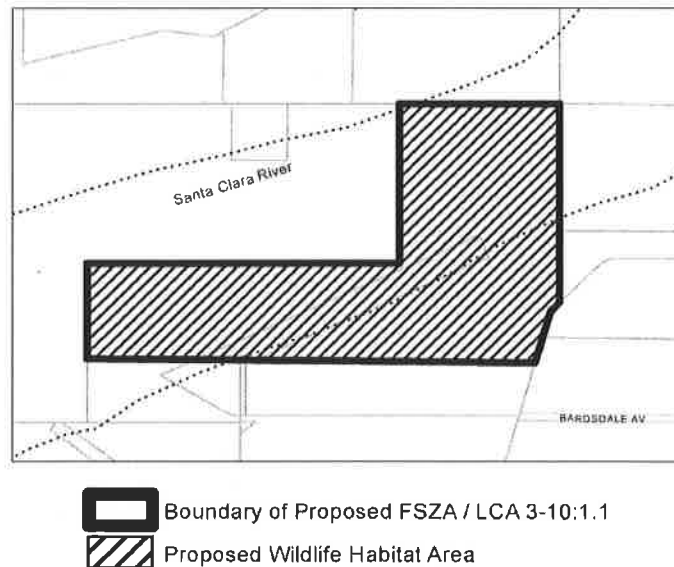 Santa Clara River
BARDSDALE AV
Boundary of Proposed FSZA / LCA 3-10:1.1
Proposed Wildlife Habitat Area